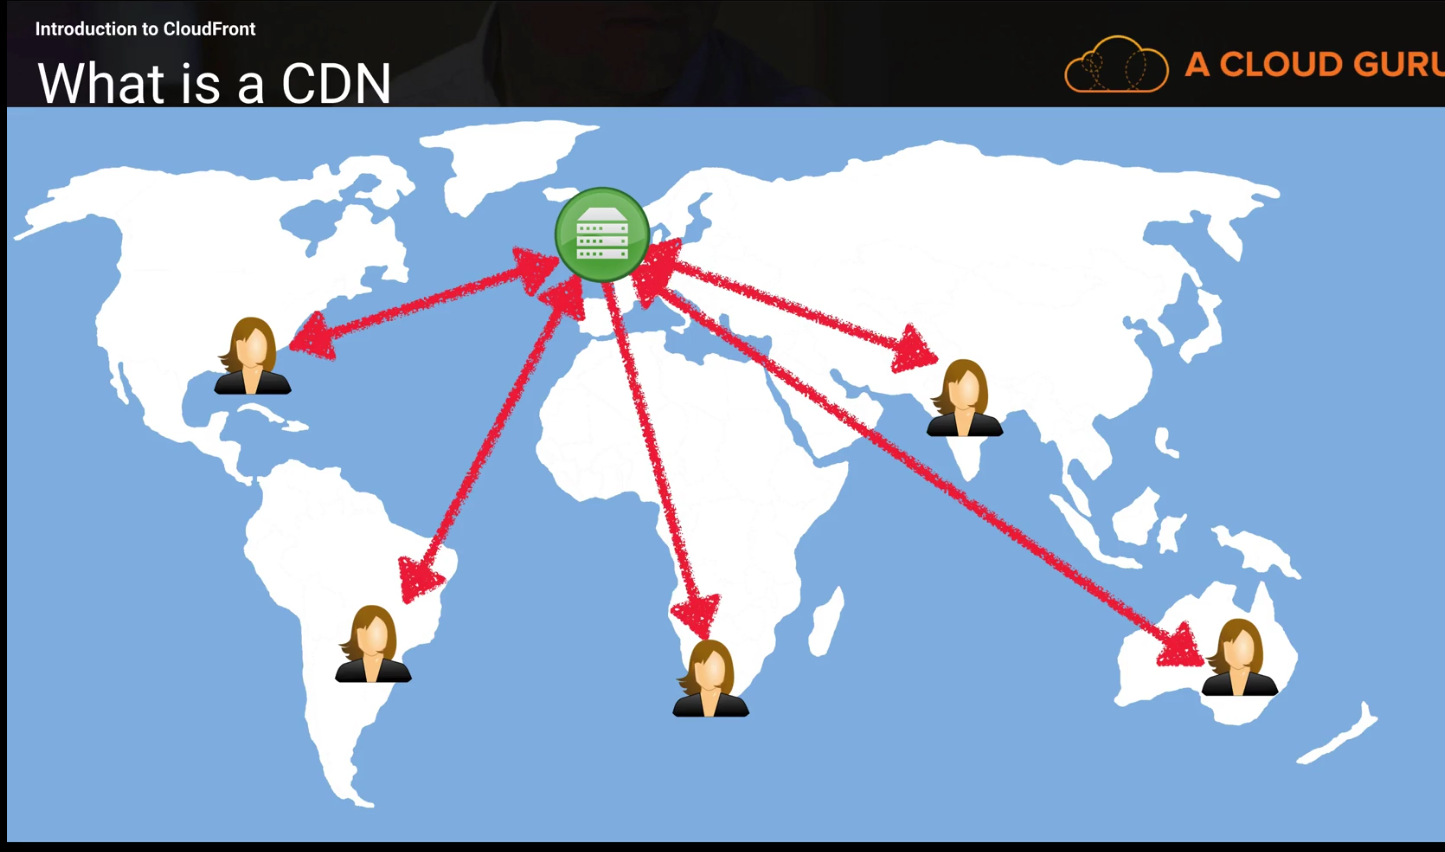 Introduction to CloudFront
What is a CDN
A CLOUD GURU